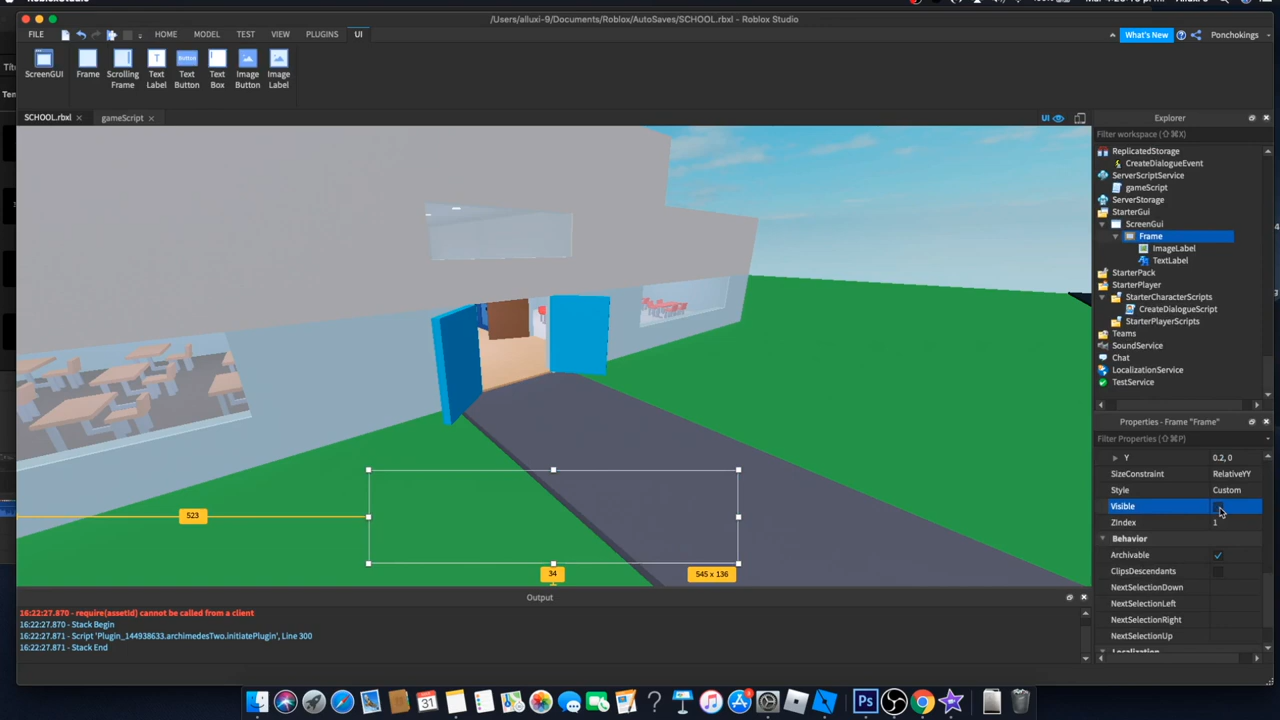 /Users/alluxi-9/Documents/Roblox/AutoSaves/SCHOOL.rbxl - Roblox Studio
FILE HOME MODEL TEST VIEW PLUGINS UI What's New Ponchokings
ScreenGUI Frame Scrolling Frame Text Label Text Button Text Box Image Button Image Label
SCHOOL.rbxl gameScript UI
Explorer
Filter workspace (⇧⌘X)
ReplicatedStorage
CreateDialogueEvent
ServerScriptService
gameScript
ServerStorage
StarterGui
ScreenGui
Frame
ImageLabel
TextLabel
StarterPack
StarterPlayer
StarterCharacterScripts
CreateDialogueScript
StarterPlayerScripts
Teams
SoundService
Chat
LocalizationService
TestService
Properties - Frame "Frame"
Filter Properties (⇧⌘P)
Y 0.2, 0
SizeConstraint RelativeYY
Style Custom
Visible
ZIndex 1
Behavior
Archivable
ClipsDescendants
NextSelectionDown
NextSelectionLeft
NextSelectionRight
NextSelectionUp
523
34
545 x 136
Output
16:22:27.870 - require(assetId) cannot be called from a client
16:22:27.870 - Stack Begin
16:22:27.871 - Script 'Plugin_144938633.archimedesTwo.initiatePlugin', Line 300
16:22:27.871 - Stack End